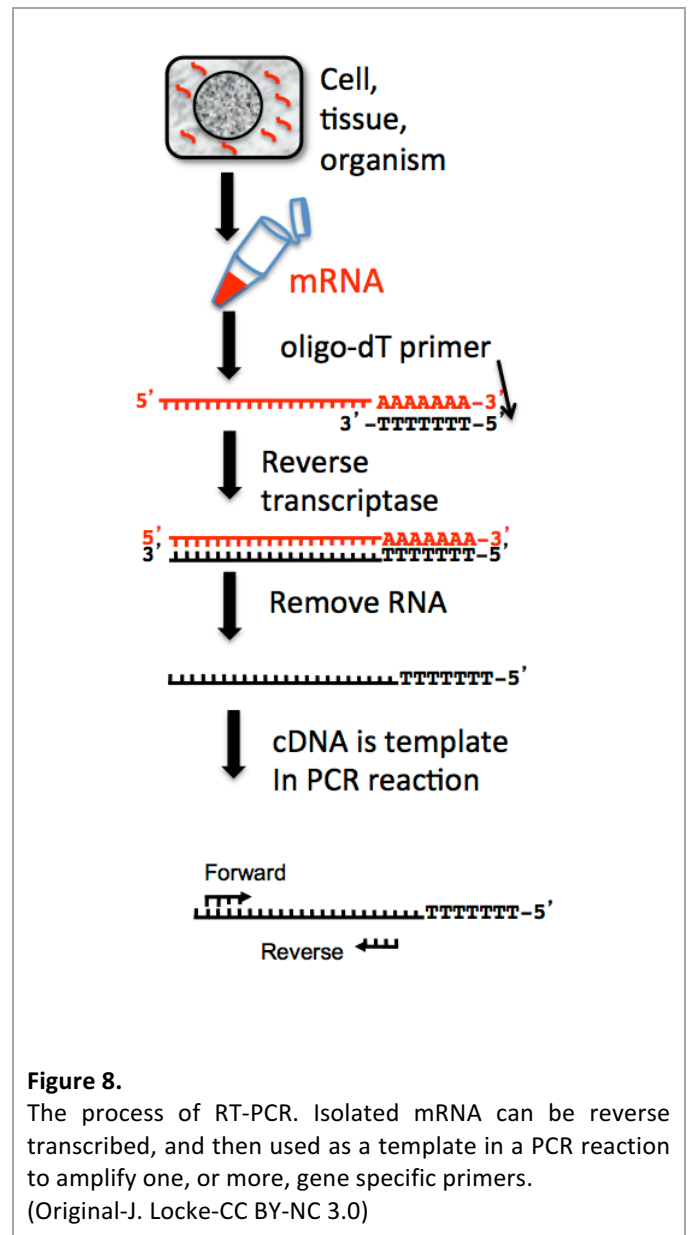 Cell,
tissue,
organism
mRNA
oligo-dT primer
5' AAAAAAA-3'
3'-TTTTTTT-5'
Reverse
transcriptase
5' AAAAAAA-3'
3' TTTTTTT-5'
Remove RNA
TTTTTTT-5'
cDNA is template
In PCR reaction
Forward
TTTTTTT-5'
Reverse
Figure 8.
The process of RT-PCR. Isolated mRNA can be reverse
transcribed, and then used as a template in a PCR reaction
to amplify one, or more, gene specific primers.
(Original-J. Locke-CC BY-NC 3.0)